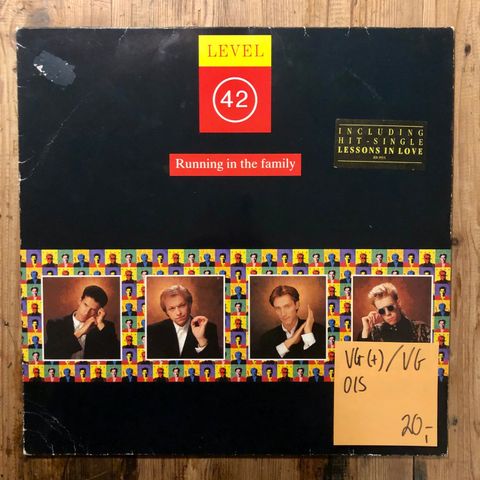 LEVEL
42
Running in the family
INCLUDING
HIT-SINGLE
LESSONS IN LOVE
VG(+)/VG
OIS
20,-